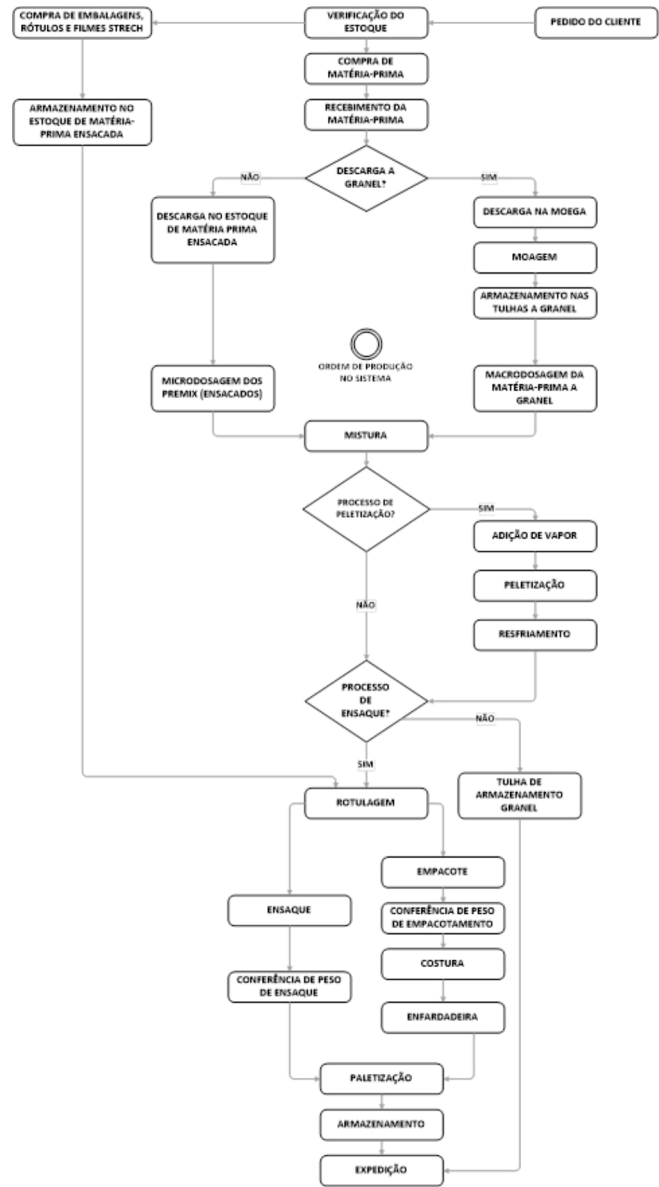 COMPRA DE EMBALAGENS,
RÓTULOS E FILMES STRECH
VERIFICAÇÃO DO
ESTOQUE
PEDIDO DO CLIENTE
COMPRA DE
MATÉRIA-PRIMA
ARMAZENAMENTO NO
ESTOQUE DE MATÉRIA-
PRIMA ENSACADA
RECEBIMENTO DA
MATÉRIA-PRIMA
DESCARGA A
GRANEL?
NÃO
SIM
DESCARGA NO ESTOQUE
DE MATÉRIA PRIMA
ENSACADA
DESCARGA NA MOEGA
MOAGEM
ARMAZENAMENTO NAS
TULHAS A GRANEL
ORDEM DE PRODUÇÃO
NO SISTEMA
MICRODOSAGEM DOS
PREMIX (ENSACADOS)
MACRODOSAGEM DA
MATÉRIA-PRIMA A
GRANEL
MISTURA
PROCESSO DE
PELETIZAÇÃO?
SIM
ADIÇÃO DE VAPOR
PELETIZAÇÃO
NÃO
RESFRIAMENTO
PROCESSO
DE
ENSAQUE?
NÃO
SIM
TULHA DE
ARMAZENAMENTO
GRANEL
ROTULAGEM
EMPACOTE
ENSAQUE
CONFERÊNCIA DE PESO
DE EMPACOTAMENTO
COSTURA
CONFERÊNCIA DE PESO
DE ENSAQUE
ENFARDADEIRA
PALETIZAÇÃO
ARMAZENAMENTO
EXPEDIÇÃO